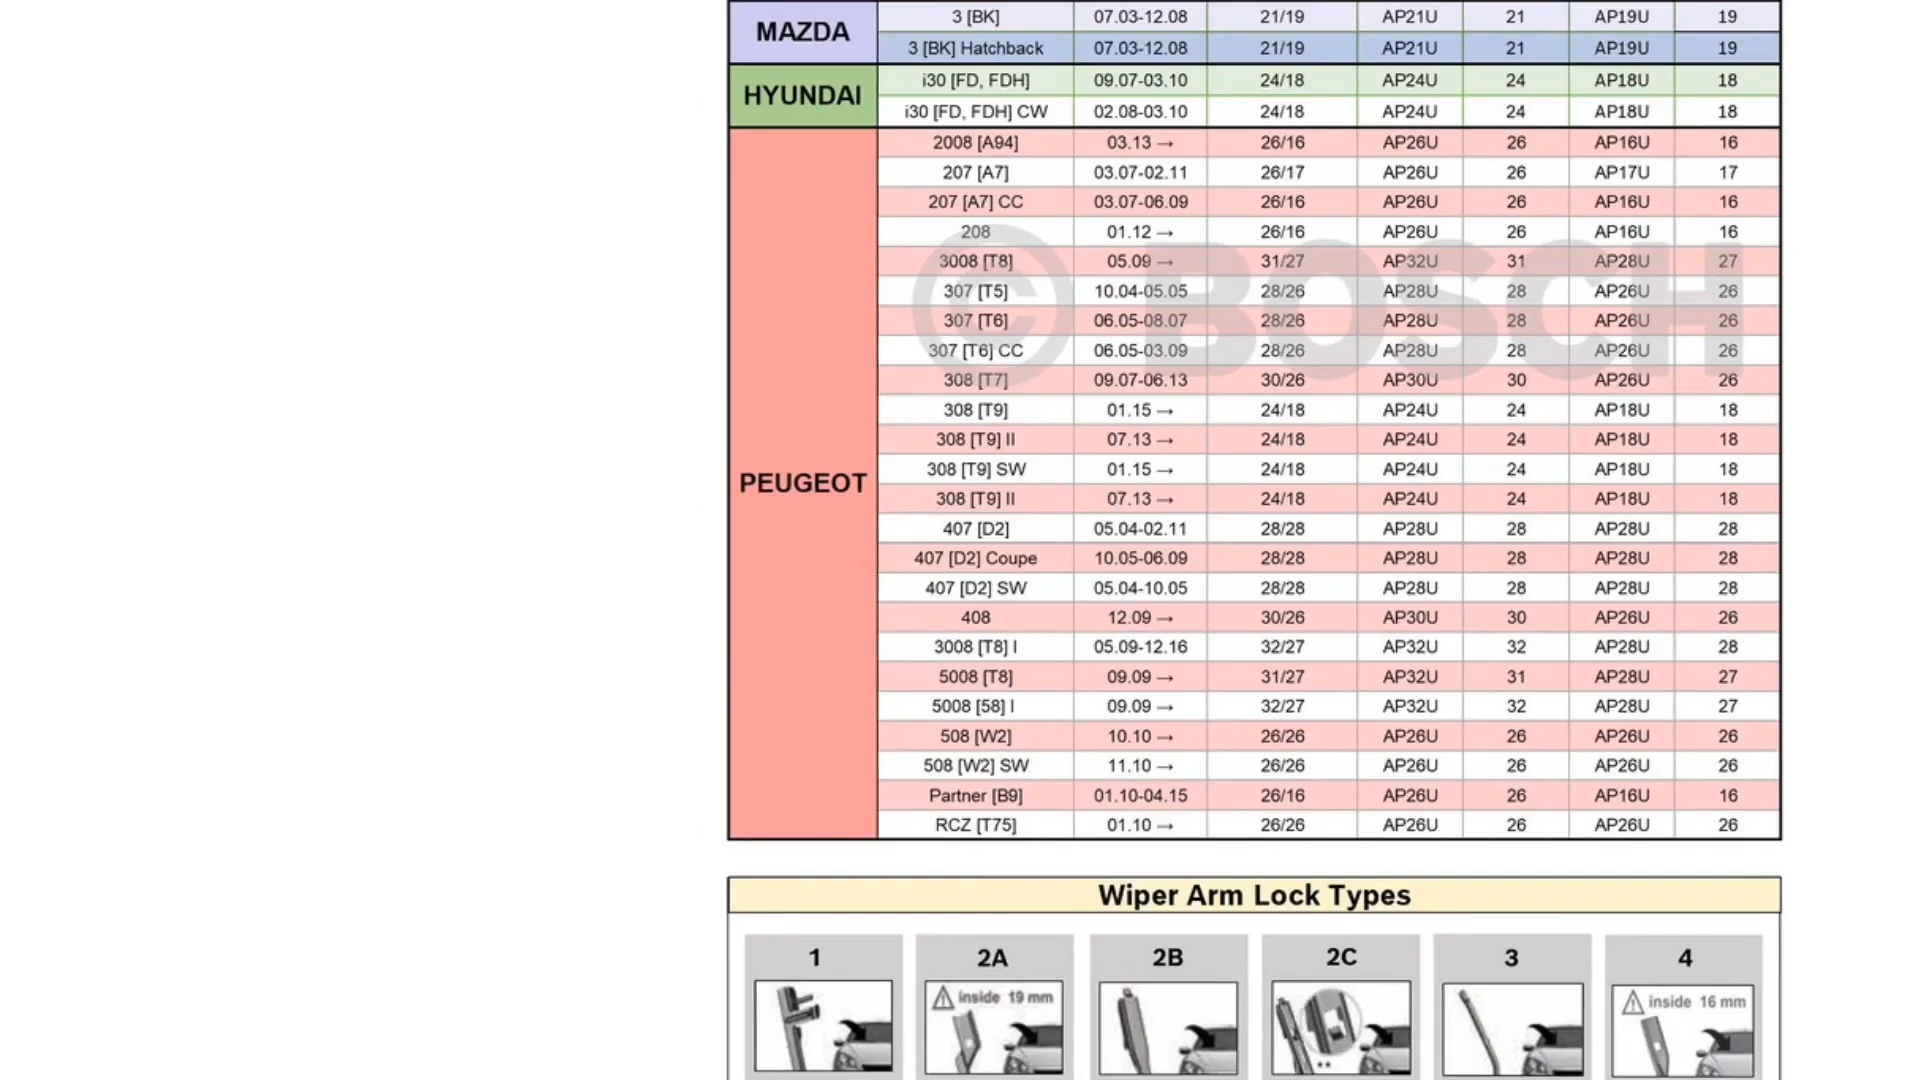 MAZDA
3 [BK] 07.03-12.08 21/19 AP21U 21 AP19U 19
3 [BK] Hatchback 07.03-12.08 21/19 AP21U 21 AP19U 19
HYUNDAI
i30 [FD, FDH] 09.07-03.10 24/18 AP24U 24 AP18U 18
i30 [FD, FDH] CW 02.08-03.10 24/18 AP24U 24 AP18U 18
PEUGEOT
2008 [A94] 03.13 → 26/16 AP26U 26 AP16U 16
207 [A7] 03.07-02.11 26/17 AP26U 26 AP17U 17
207 [A7] CC 03.07-06.09 26/16 AP26U 26 AP16U 16
208 01.12 → 26/16 AP26U 26 AP16U 16
3008 [T8] 05.09 → 31/27 AP32U 31 AP28U 27
307 [T5] 10.04-05.05 28/26 AP28U 28 AP26U 26
307 [T6] 06.05-08.07 28/26 AP28U 28 AP26U 26
307 [T6] CC 06.05-03.09 28/26 AP28U 28 AP26U 26
308 [T7] 09.07-06.13 30/26 AP30U 30 AP26U 26
308 [T9] 01.15 → 24/18 AP24U 24 AP18U 18
308 [T9] II 07.13 → 24/18 AP24U 24 AP18U 18
308 [T9] SW 01.15 → 24/18 AP24U 24 AP18U 18
308 [T9] II 07.13 → 24/18 AP24U 24 AP18U 18
407 [D2] 05.04-02.11 28/28 AP28U 28 AP28U 28
407 [D2] Coupe 10.05-06.09 28/28 AP28U 28 AP28U 28
407 [D2] SW 05.04-10.05 28/28 AP28U 28 AP28U 28
408 12.09 → 30/26 AP30U 30 AP26U 26
3008 [T8] I 05.09-12.16 32/27 AP32U 32 AP28U 28
5008 [T8] 09.09 → 31/27 AP32U 31 AP28U 27
5008 [58] I 09.09 → 32/27 AP32U 32 AP28U 27
508 [W2] 10.10 → 26/26 AP26U 26 AP26U 26
508 [W2] SW 11.10 → 26/26 AP26U 26 AP26U 26
Partner [B9] 01.10-04.15 26/16 AP26U 26 AP16U 16
RCZ [T75] 01.10 → 26/26 AP26U 26 AP26U 26
© BOSCH
Wiper Arm Lock Types
1 2A 2B 2C 3 4
inside 19 mm
inside 16 mm
**